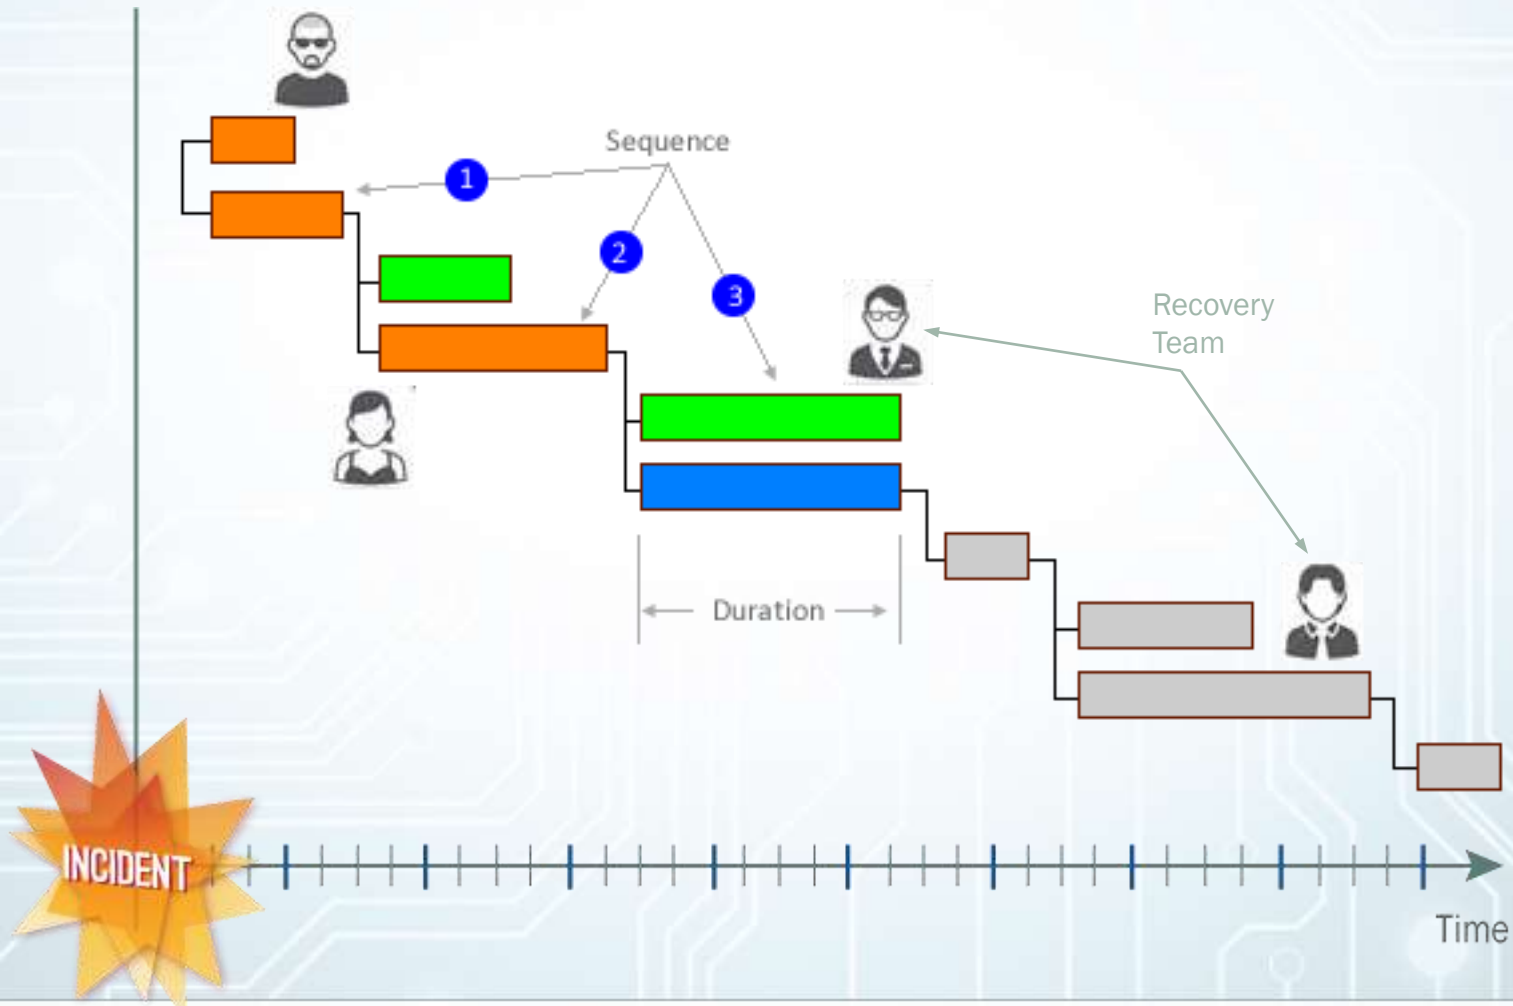 Sequence
1
2
3
Recovery
Team
Duration
INCIDENT
Time